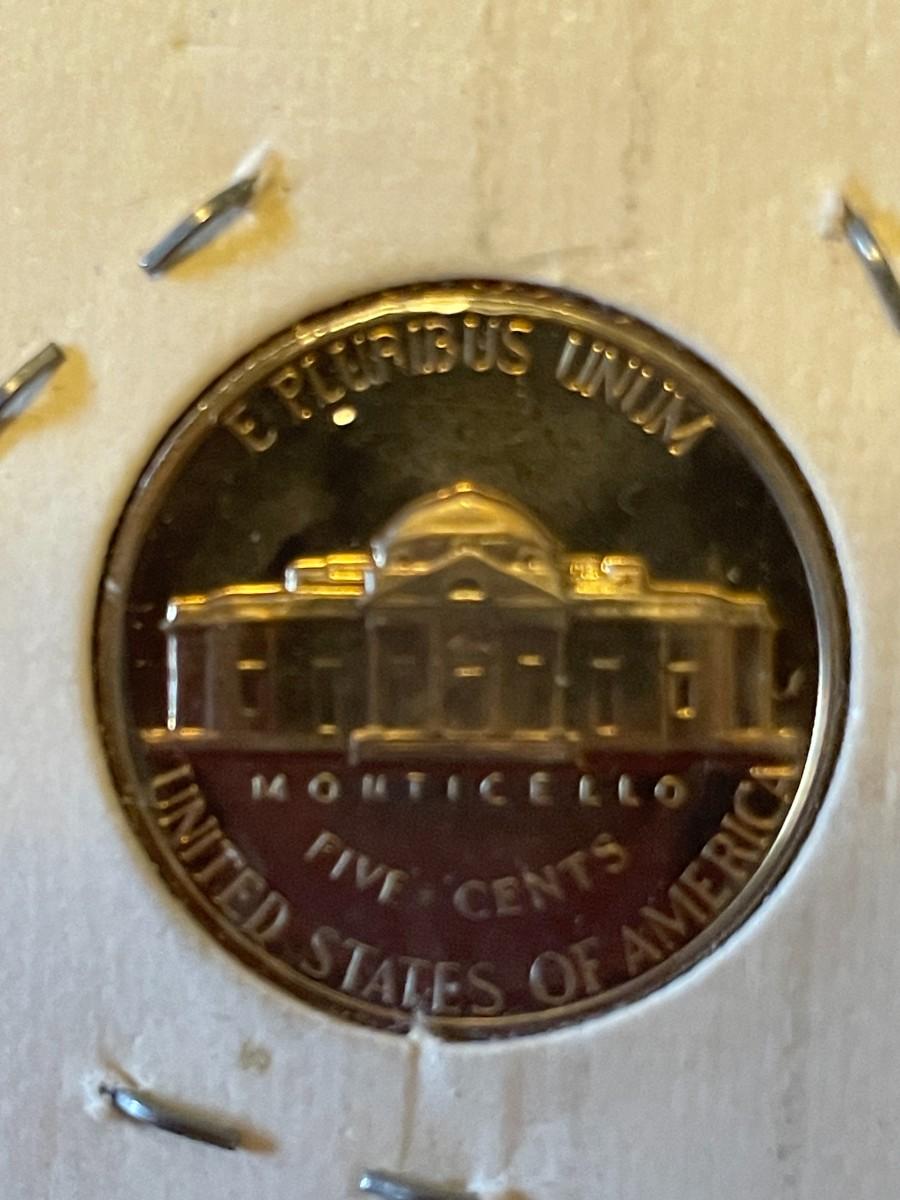 E PLURIBUS UNUM
MONTICELLO
FIVE CENTS
UNITED STATES OF AMERICA